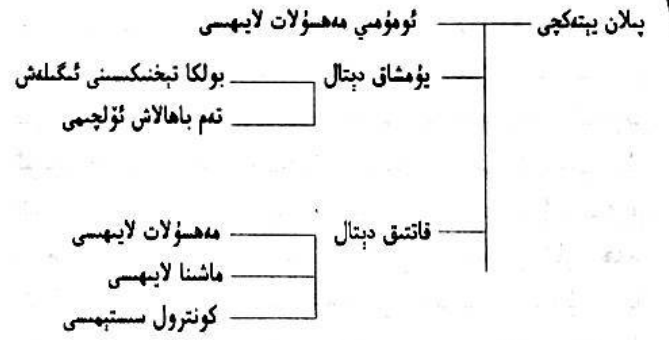 پىلان يېتەكچى
ئومۇمىي مەھسۇلات لايىھىسى
يۇمشاق دېتال
بولكا تېخنىكىسىنى ئىگىلەش
تەم باھالاش ئۆلچىمى
قاتتىق دېتال
مەھسۇلات لايىھىسى
ماشىنا لايىھىسى
كونترول سىستېمىسى